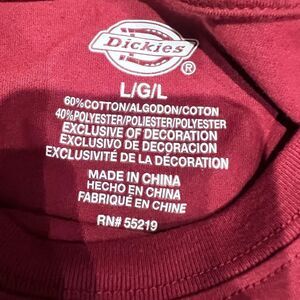 Dickies
®
L/G/L
60%COTTON/ALGODON/COTON
40%POLYESTER/POLIESTER/POLYESTER
EXCLUSIVE OF DECORATION
EXCLUSIVO DE DECORACION
EXCLUSIVITÉ DE LA DÉCORATION
MADE IN CHINA
HECHO EN CHINA
FABRIQUÉ EN CHINE
RN# 55219